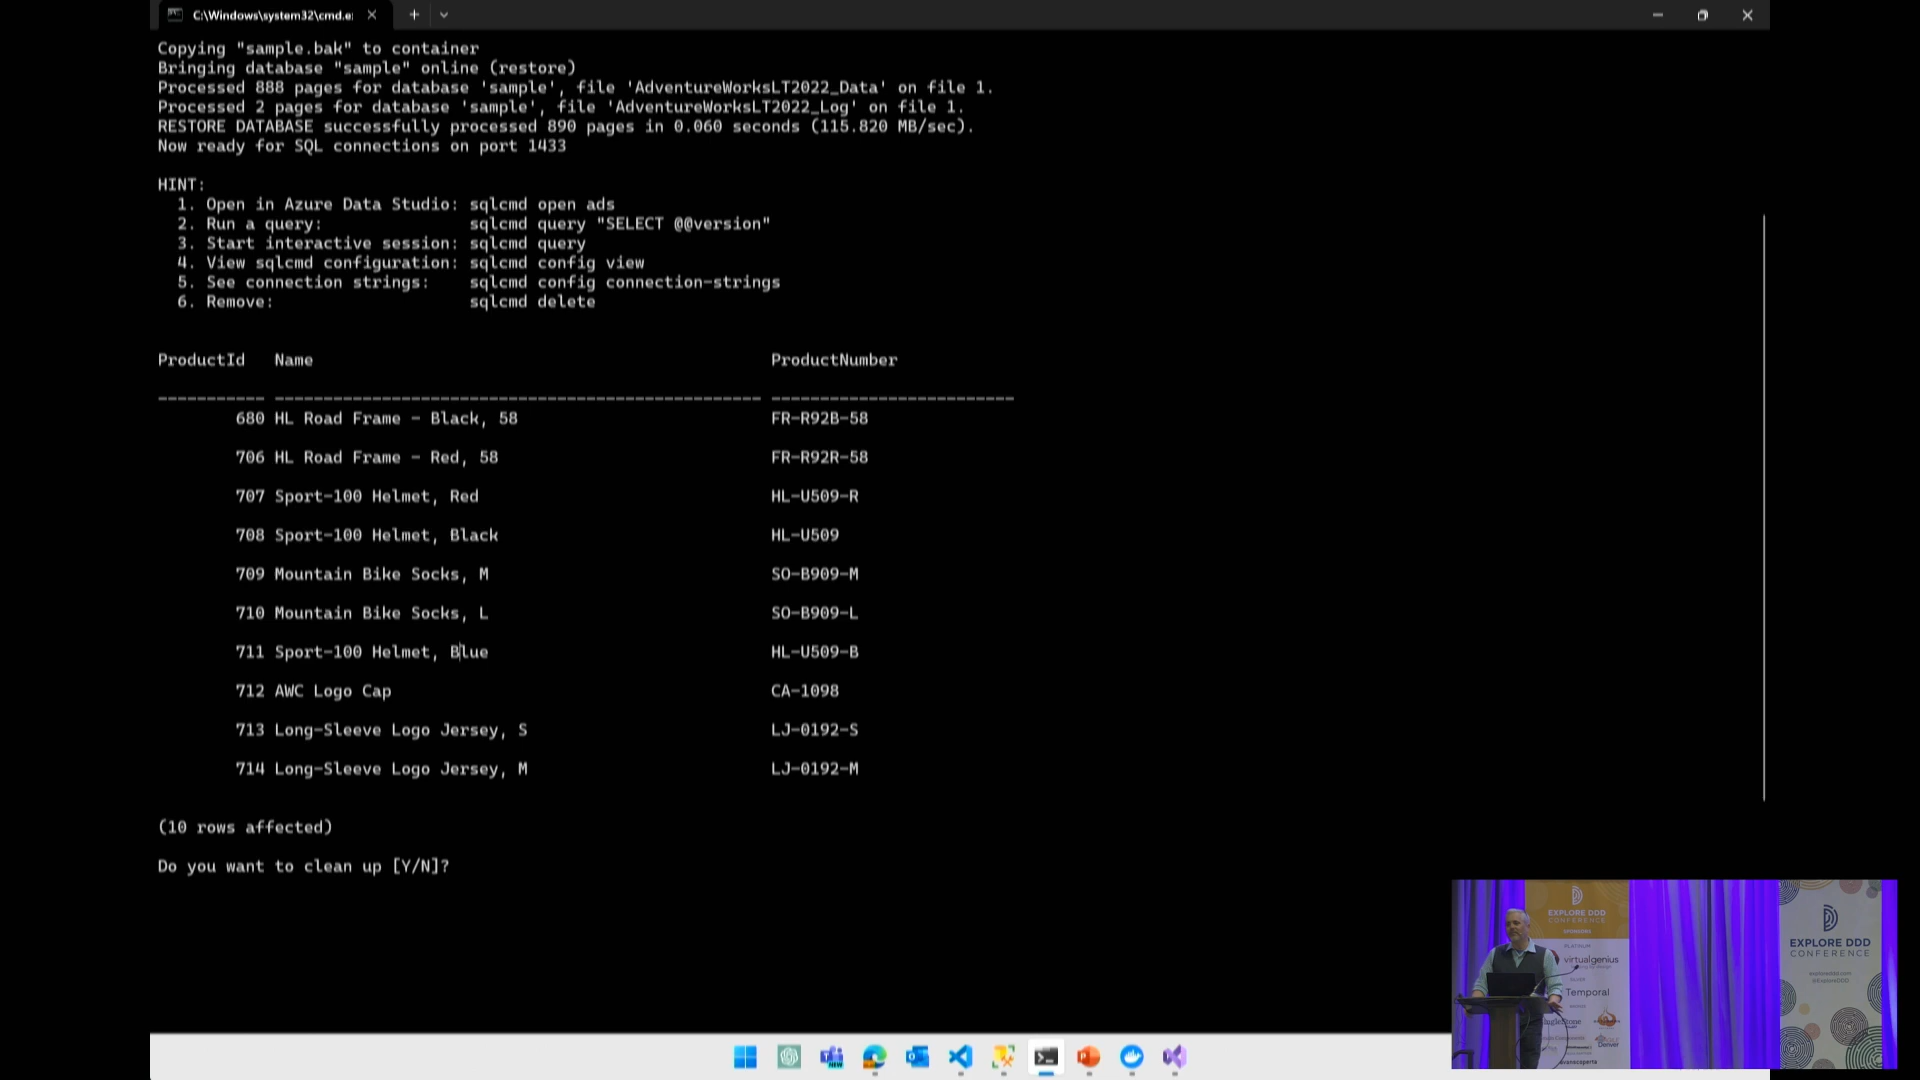 C:\Windows\system32\cmd.e:
Copying "sample.bak" to container
Bringing database "sample" online (restore)
Processed 888 pages for database 'sample', file 'AdventureWorksLT2022_Data' on file 1.
Processed 2 pages for database 'sample', file 'AdventureWorksLT2022_Log' on file 1.
RESTORE DATABASE successfully processed 890 pages in 0.060 seconds (115.820 MB/sec).
Now ready for SQL connections on port 1433
HINT:
1. Open in Azure Data Studio: sqlcmd open ads
2. Run a query: sqlcmd query "SELECT @@version"
3. Start interactive session: sqlcmd query
4. View sqlcmd configuration: sqlcmd config view
5. See connection strings: sqlcmd config connection-strings
6. Remove: sqlcmd delete
ProductId Name ProductNumber
680 HL Road Frame - Black, 58 FR-R92B-58
706 HL Road Frame - Red, 58 FR-R92R-58
707 Sport-100 Helmet, Red HL-U509-R
708 Sport-100 Helmet, Black HL-U509
709 Mountain Bike Socks, M SO-B909-M
710 Mountain Bike Socks, L SO-B909-L
711 Sport-100 Helmet, Blue HL-U509-B
712 AWC Logo Cap CA-1098
713 Long-Sleeve Logo Jersey, S LJ-0192-S
714 Long-Sleeve Logo Jersey, M LJ-0192-M
(10 rows affected)
Do you want to clean up [Y/N]?
EXPLORE DDD
CONFERENCE
SPONSORS
PLATINUM
virtualgenius
Temporal
EXPLORE DDD
CONFERENCE
exploreddd.com
@ExploreDDD